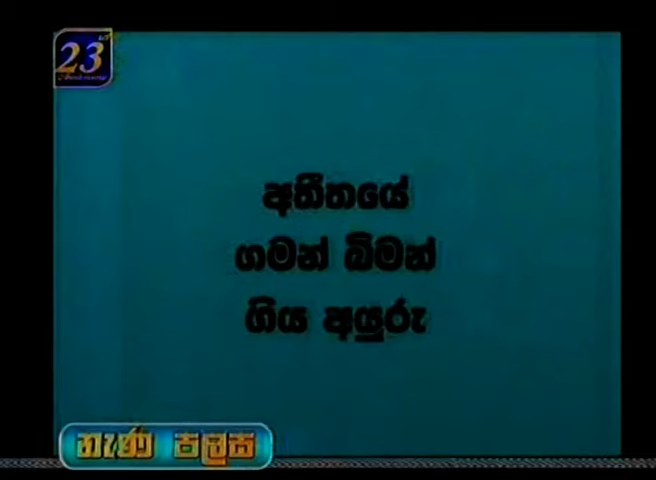 23
අතීතයේ
ගමන් බිමන්
ගිය අයුරු
නැණ පලස